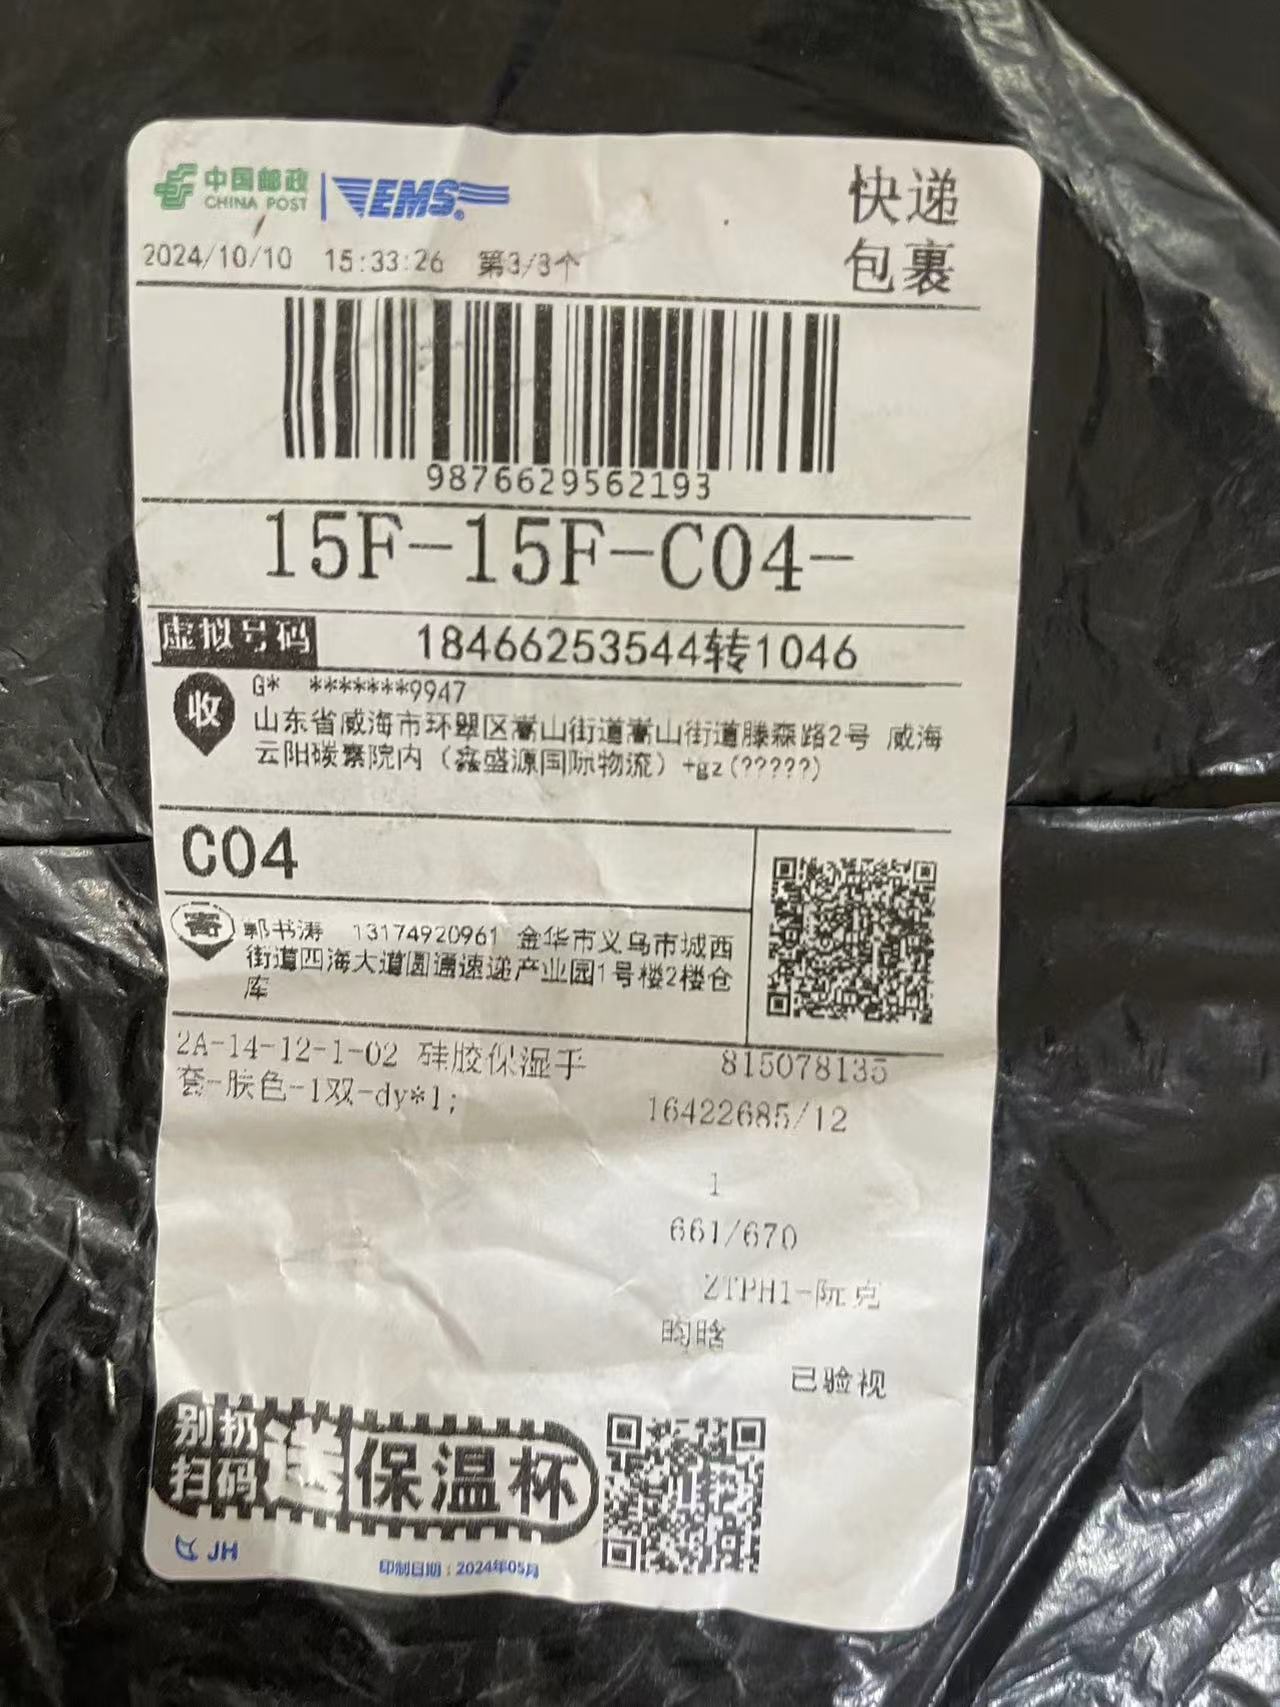 中国邮政
CHINA POST
EMS
快递
包裹
2024/10/10 15:33:26 第3/3个
9876629562193
15F-15F-C04-
虚拟号码 18466253544转1046
收 G* *******9947
山东省威海市环翠区嵩山街道嵩山街道滕森路2号 威海
云阳碳素院内（鑫盛源国际物流）+gz(?????)
C04
寄 郭书涛 13174920961 金华市义乌市城西
街道四海大道圆通速递产业园1号楼2楼仓
库
2A-14-12-1-02 硅胶保湿手
套-肤色-1双-dy*1;
815078135
16422685/12
1
661/670
ZTPH1-阮克
昀晗
已验视
别扔
扫码
送保温杯
JH
印制日期：2024年05月